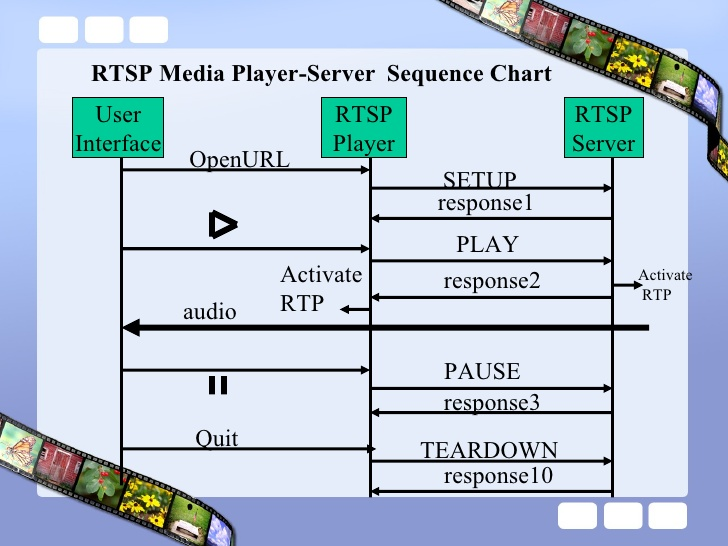 RTSP Media Player-Server Sequence Chart
User
Interface
RTSP
Player
RTSP
Server
OpenURL
SETUP
response1
PLAY
Activate
RTP
response2
Activate
RTP
audio
PAUSE
response3
Quit
TEARDOWN
response10